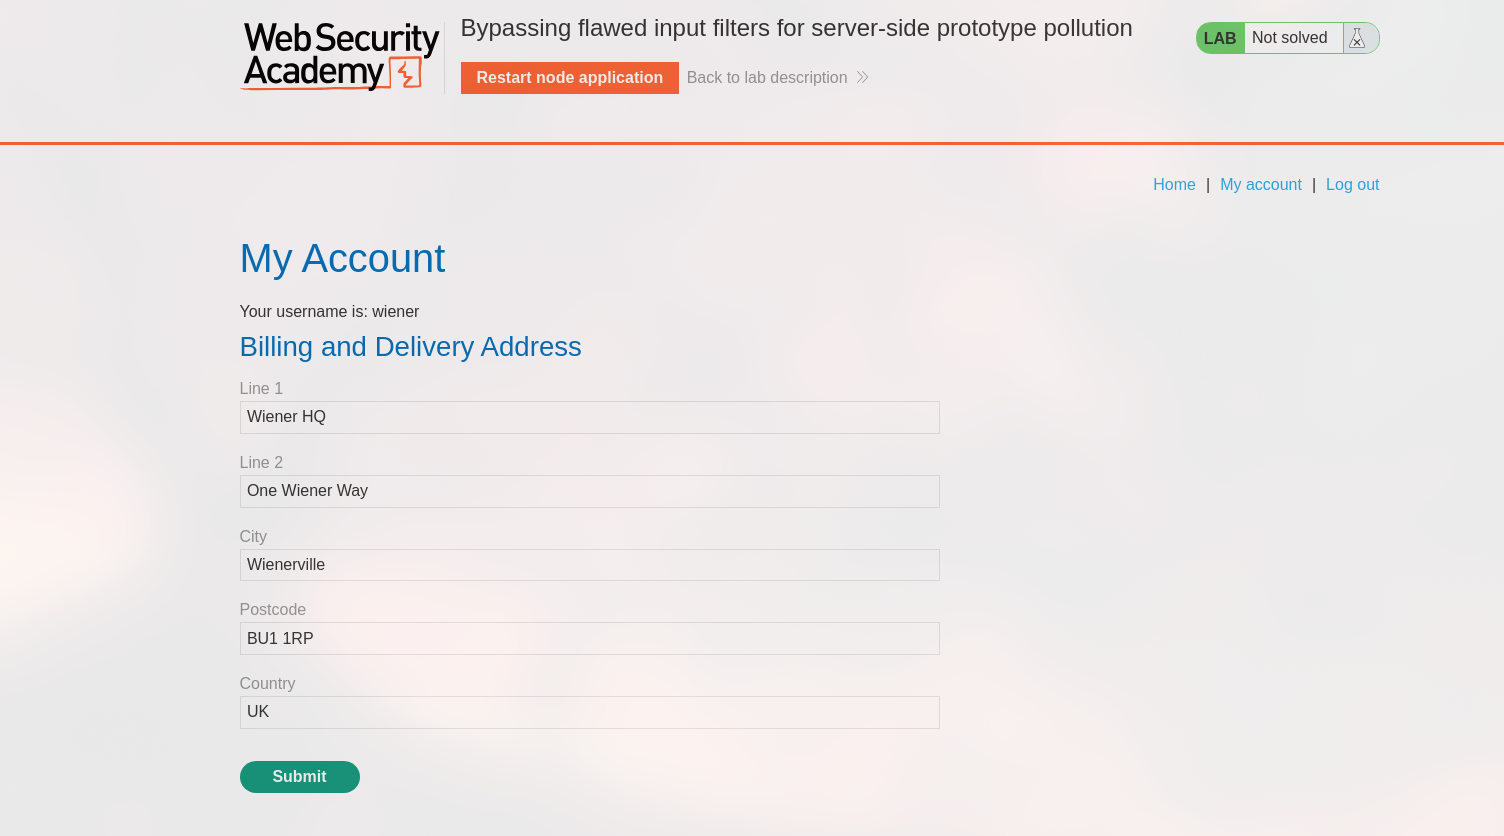 Web Security
Academy
Bypassing flawed input filters for server-side prototype pollution
Restart node application
Back to lab description
LAB
Not solved
Home | My account | Log out
My Account
Your username is: wiener
Billing and Delivery Address
Line 1
Wiener HQ
Line 2
One Wiener Way
City
Wienerville
Postcode
BU1 1RP
Country
UK
Submit